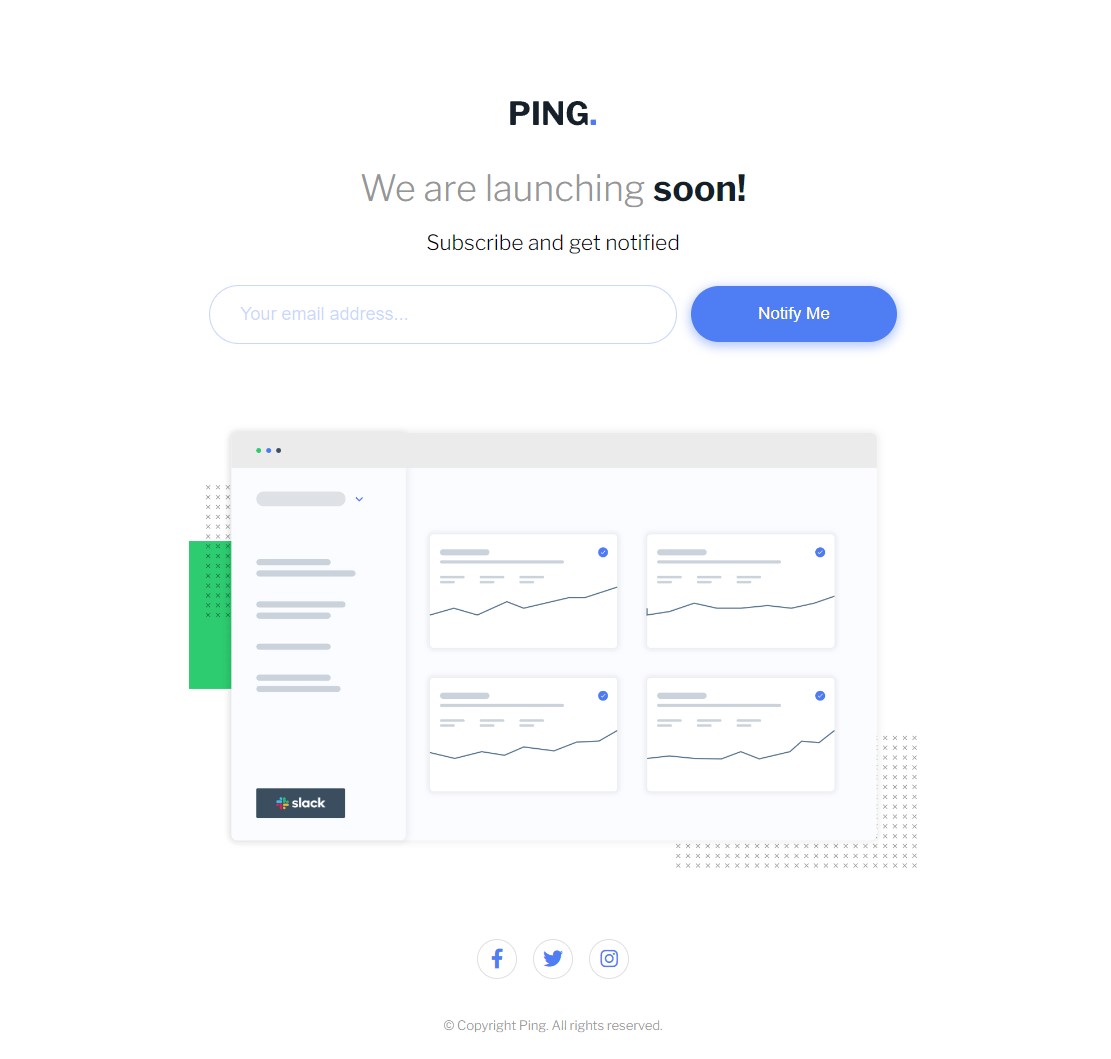 PING.
We are launching soon!
Subscribe and get notified
Your email address...
Notify Me
slack
© Copyright Ping. All rights reserved.